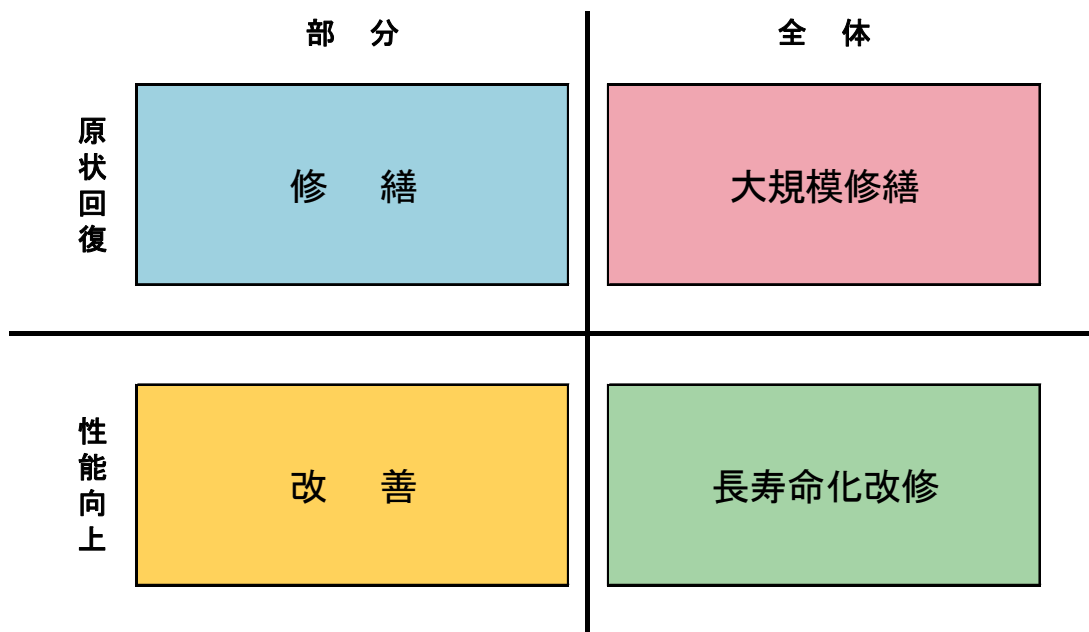 部 分
全 体
原状回復
修 繕
大規模修繕
性能向上
改 善
長寿命化改修